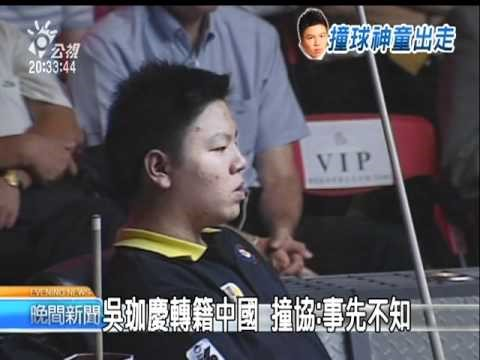 公視
20:33:44
撞球神童出走
VIP
EVENING NEWS
晚間新聞
吳珈慶轉籍中國 撞協:事先不知